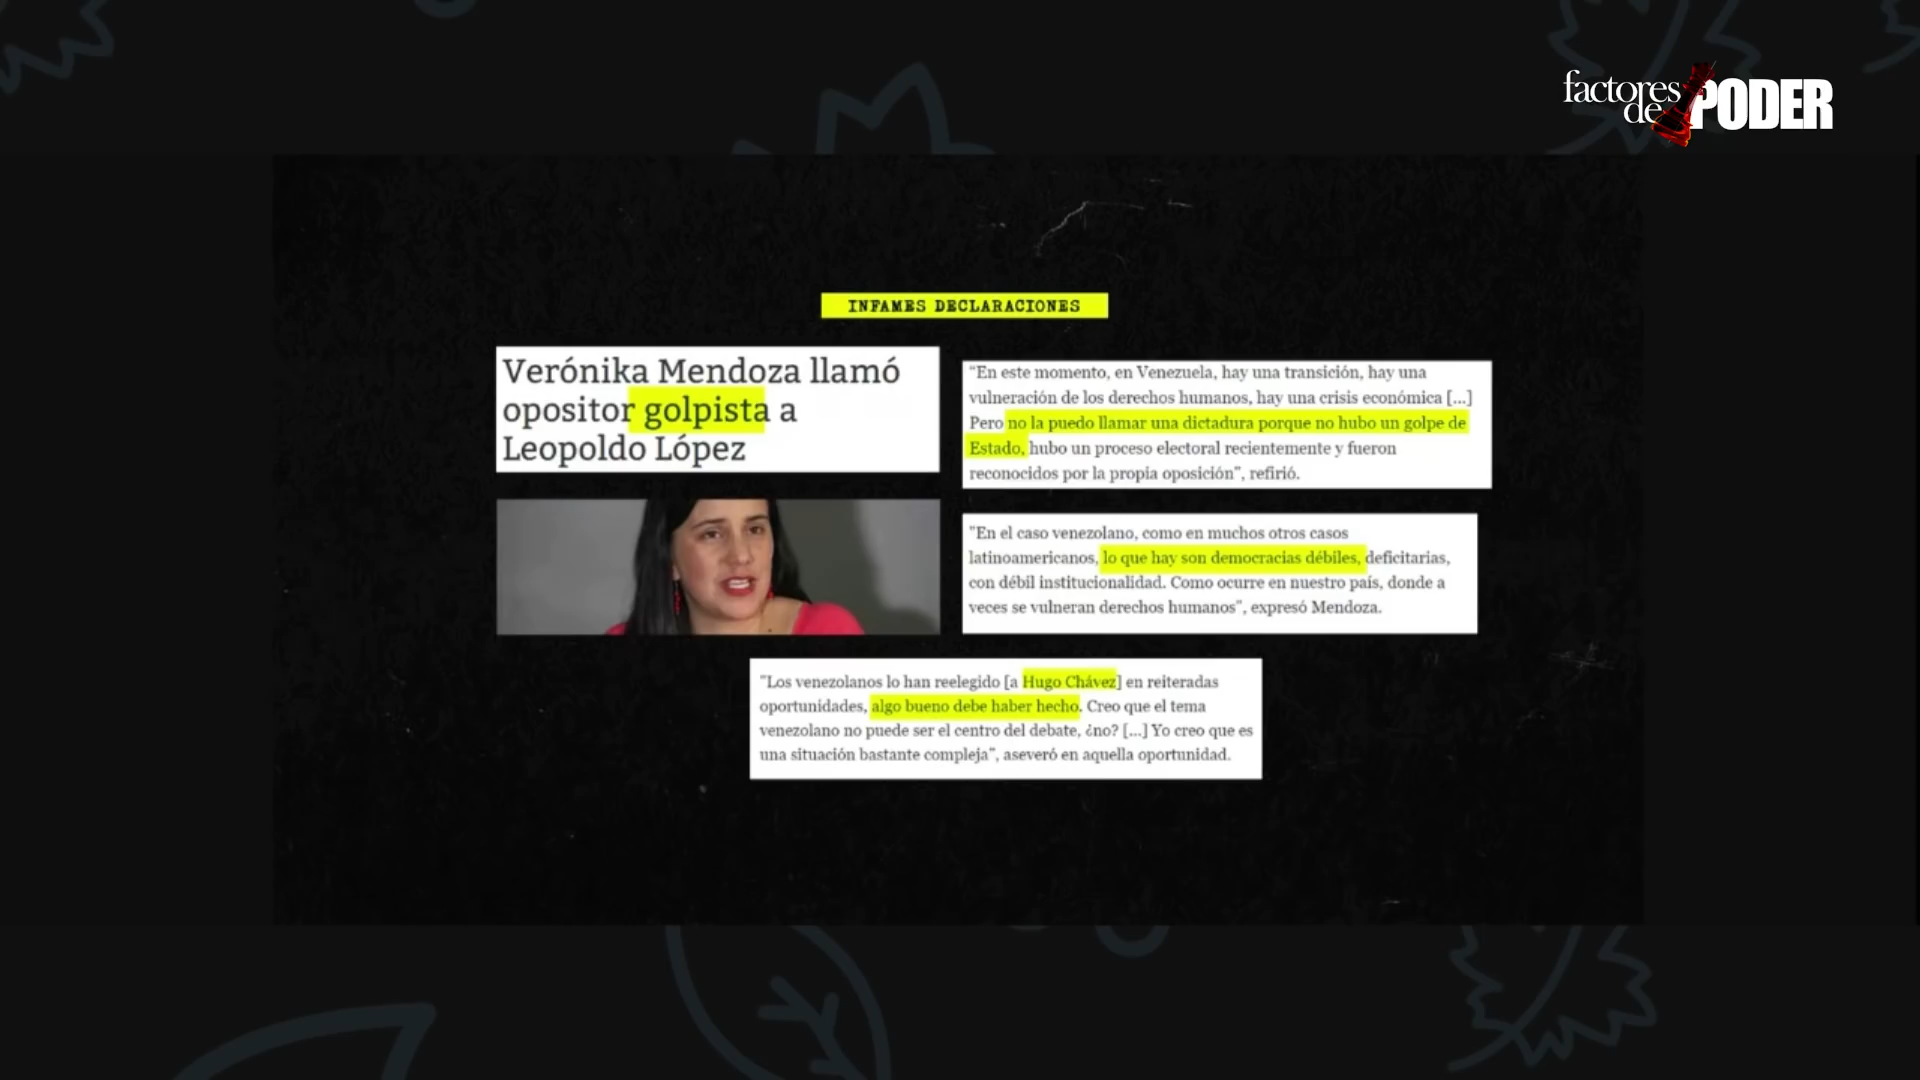 factores
de PODER
INFAMES DECLARACIONES
Verónika Mendoza llamó
opositor golpista a
Leopoldo López
"En este momento, en Venezuela, hay una transición, hay una
vulneración de los derechos humanos, hay una crisis económica [...]
Pero no la puedo llamar una dictadura porque no hubo un golpe de
Estado, hubo un proceso electoral recientemente y fueron
reconocidos por la propia oposición", refirió.
"En el caso venezolano, como en muchos otros casos
latinoamericanos, lo que hay son democracias débiles, deficitarias,
con débil institucionalidad. Como ocurre en nuestro país, donde a
veces se vulneran derechos humanos", expresó Mendoza.
"Los venezolanos lo han reelegido [a Hugo Chávez] en reiteradas
oportunidades, algo bueno debe haber hecho. Creo que el tema
venezolano no puede ser el centro del debate, ¿no? [...] Yo creo que es
una situación bastante compleja", aseveró en aquella oportunidad.